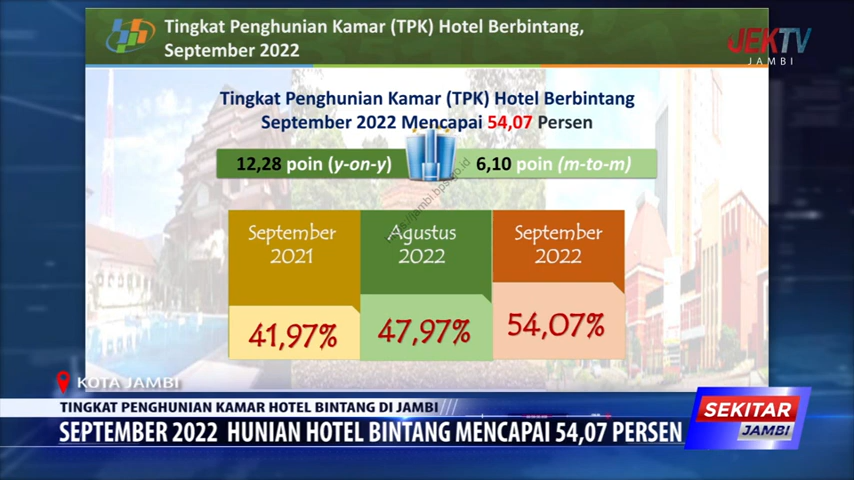 Tingkat Penghunian Kamar (TPK) Hotel Berbintang,
September 2022
JEKTV
JAMBI
Tingkat Penghunian Kamar (TPK) Hotel Berbintang
September 2022 Mencapai 54,07 Persen
12,28 poin (y-on-y)
6,10 poin (m-to-m)
September
2021
Agustus
2022
September
2022
41,97%
47,97%
54,07%
KOTA JAMBI
TINGKAT PENGHUNIAN KAMAR HOTEL BINTANG DI JAMBI
SEPTEMBER 2022 HUNIAN HOTEL BINTANG MENCAPAI 54,07 PERSEN
SEKITAR
JAMBI